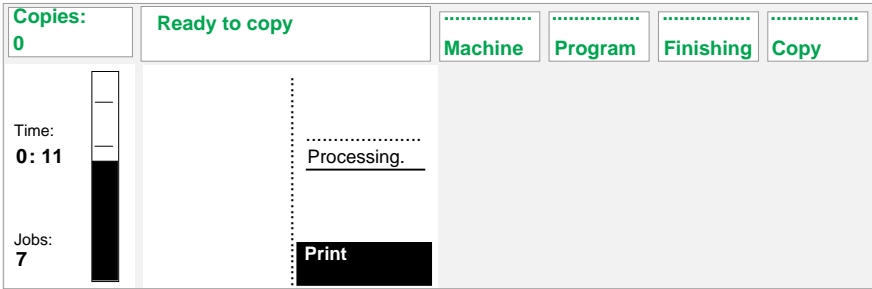 Copies:
0
Ready to copy
Machine
Program
Finishing
Copy
Time:
0: 11
Processing.
Jobs:
7
Print